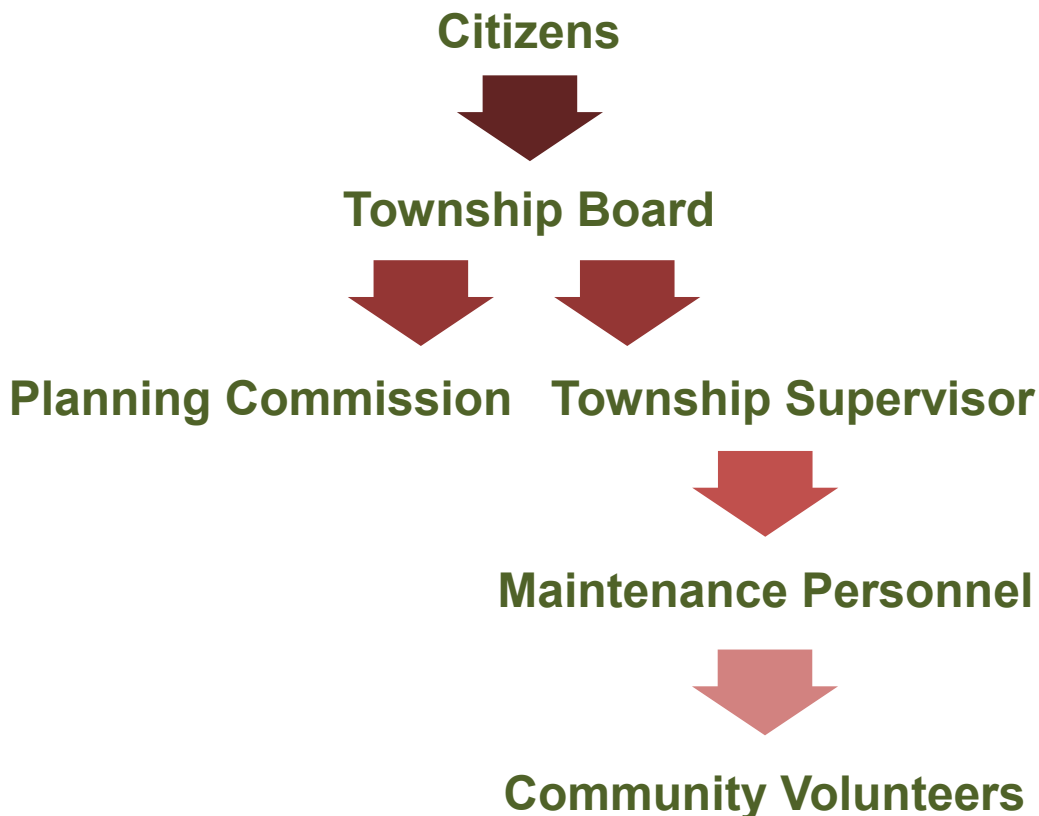 Citizens
Township Board
Planning Commission Township Supervisor
Maintenance Personnel
Community Volunteers